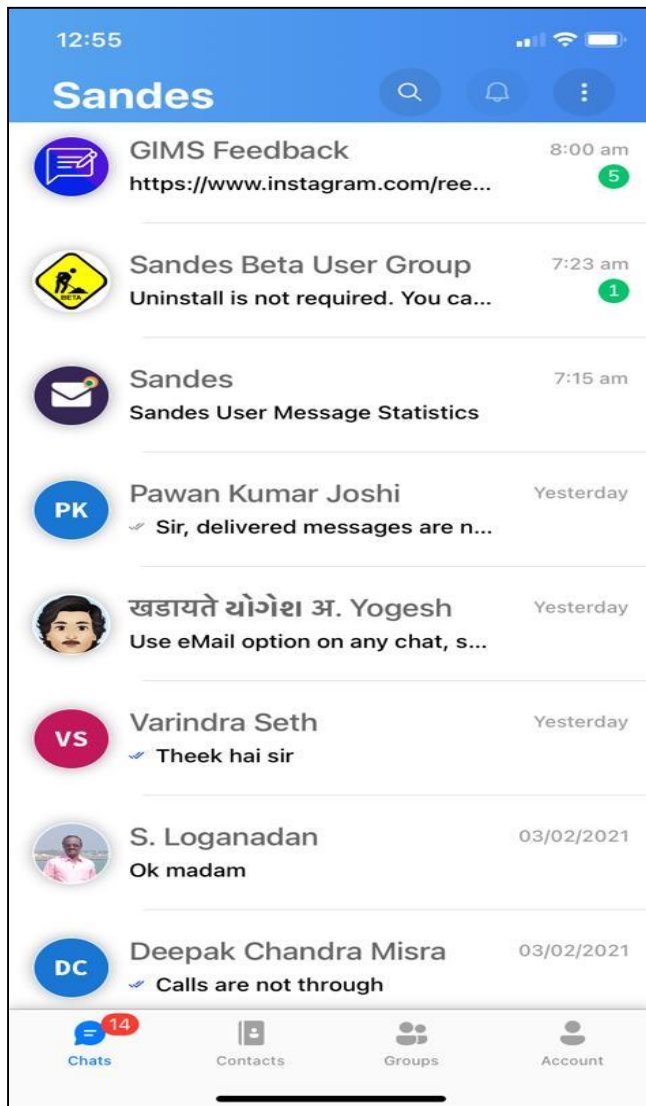 12:55
Sandes
GIMS Feedback 8:00 am
https://www.instagram.com/ree... 5
BETA
Sandes Beta User Group 7:23 am
Uninstall is not required. You ca... 1
Sandes 7:15 am
Sandes User Message Statistics
PK
Pawan Kumar Joshi Yesterday
Sir, delivered messages are n...
खडायते યોગેશ अ. Yogesh Yesterday
Use eMail option on any chat, s...
VS
Varindra Seth Yesterday
Theek hai sir
S. Loganadan 03/02/2021
Ok madam
DC
Deepak Chandra Misra 03/02/2021
Calls are not through
14
Chats Contacts Groups Account